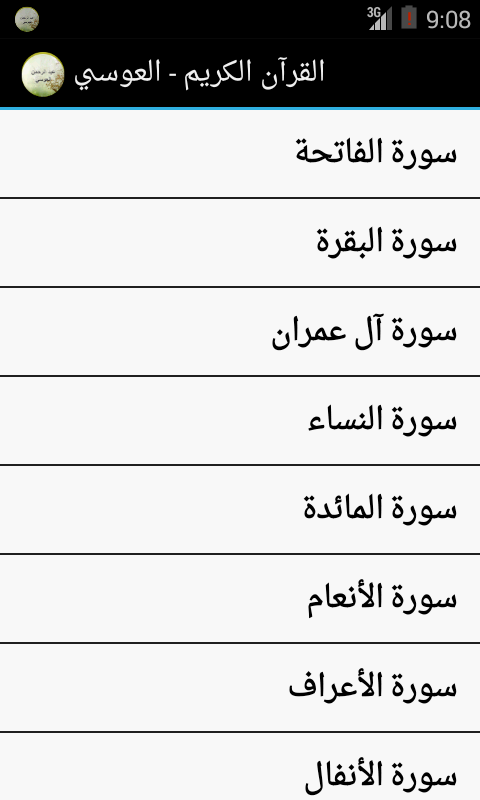 3G 9:08
القرآن الكريم - العوسي
سورة الفاتحة
سورة البقرة
سورة آل عمران
سورة النساء
سورة المائدة
سورة الأنعام
سورة الأعراف
سورة الأنفال